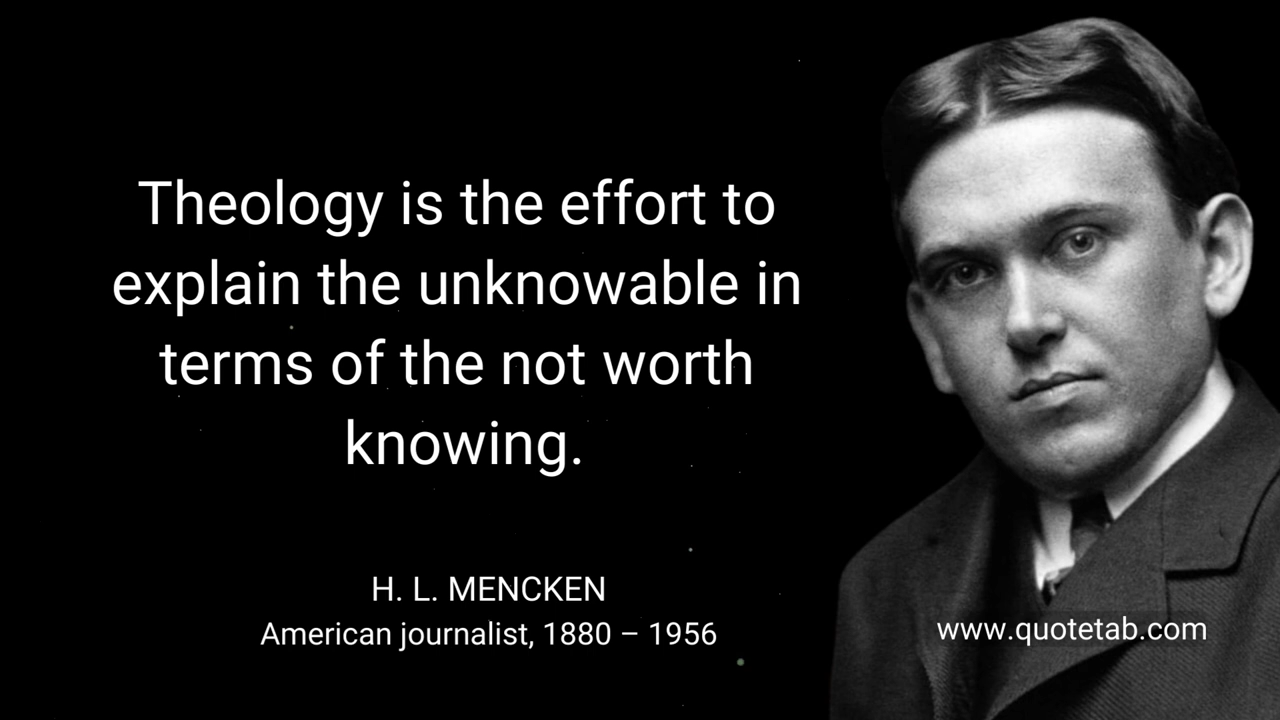 Theology is the effort to
explain the unknowable in
terms of the not worth
knowing.
H. L. MENCKEN
American journalist, 1880 – 1956
www.quotetab.com